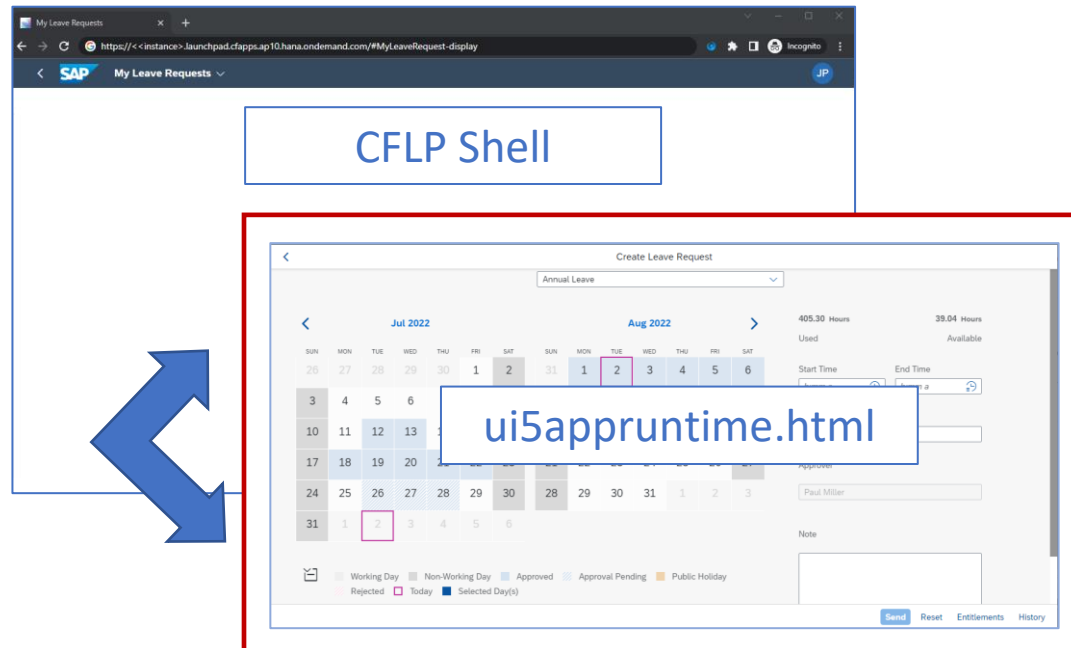 My Leave Requests
https://<<instance>.launchpad.cfapps.ap10.hana.ondemand.com/#MyLeaveRequest-display
Incognito
SAP My Leave Requests JP
CFLP Shell
Create Leave Request
Annual Leave
Jul 2022 Aug 2022
405.30 Hours 39.04 Hours
Used Available
SUN MON TUE WED THU FRI SAT SUN MON TUE WED THU FRI SAT
26 27 28 29 30 1 2 31 1 2 3 4 5 6
Start Time End Time
a
3 4 5 6
ui5appruntime.html
10 11 12 13
17 18 19 20
Approver
24 25 26 27 28 29 30 28 29 30 31 1 2 3
Paul Miller
31 1 2 3 4 5 6
Note
Working Day Non-Working Day Approved Approval Pending Public Holiday
Rejected Today Selected Day(s)
Send Reset Entitlements History